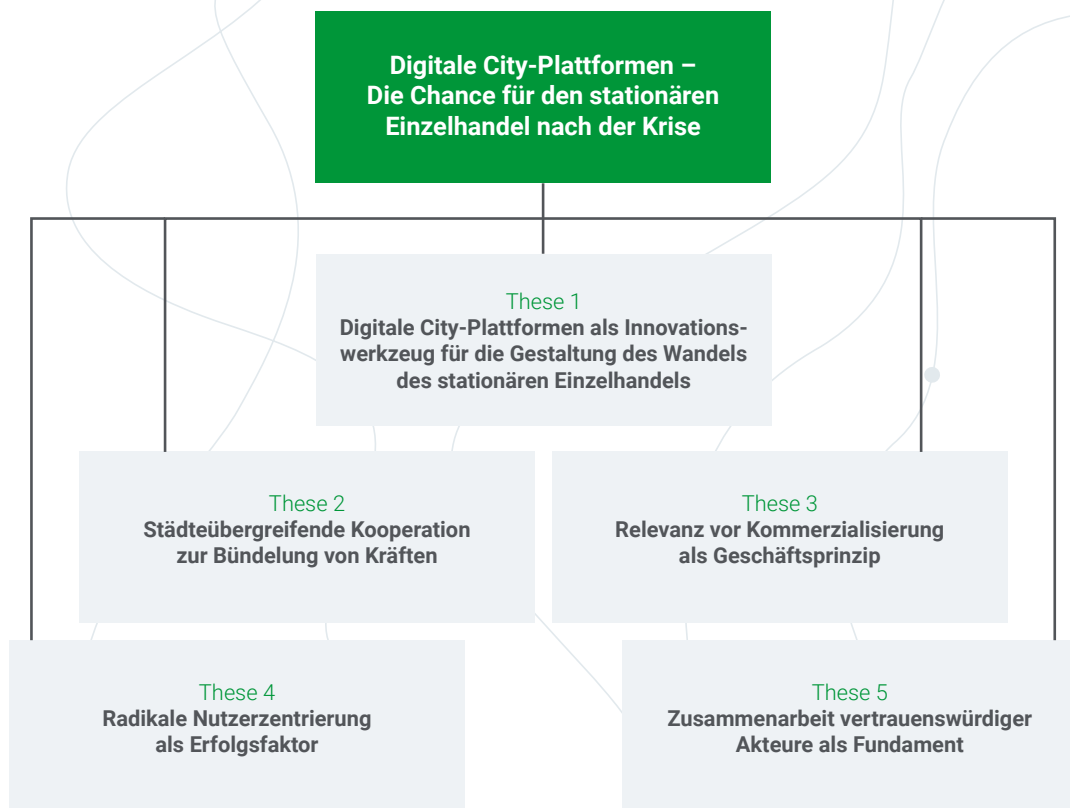 Digitale City-Plattformen –
Die Chance für den stationären
Einzelhandel nach der Krise
These 1
Digitale City-Plattformen als Innovations-
werkzeug für die Gestaltung des Wandels
des stationären Einzelhandels
These 2
Städteübergreifende Kooperation
zur Bündelung von Kräften
These 3
Relevanz vor Kommerzialisierung
als Geschäftsprinzip
These 4
Radikale Nutzerzentrierung
als Erfolgsfaktor
These 5
Zusammenarbeit vertrauenswürdiger
Akteure als Fundament